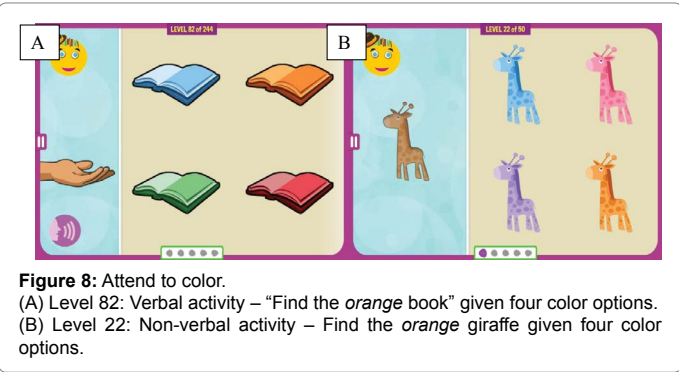 A
LEVEL 82 of 244
B
LEVEL 22 of 50
Figure 8: Attend to color.
(A) Level 82: Verbal activity – “Find the orange book” given four color options.
(B) Level 22: Non-verbal activity – Find the orange giraffe given four color
options.